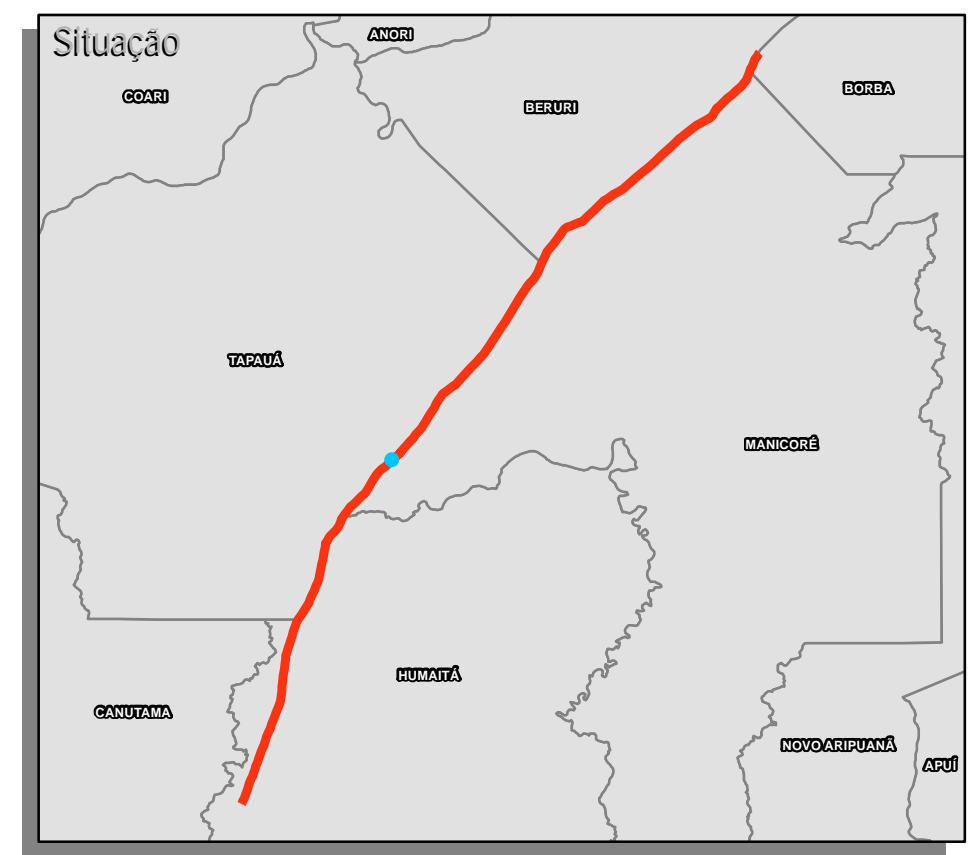 Situação
ANORI
COARI
BERURI
BORBA
TAPAUÁ
MANICORÉ
HUMAITÁ
CANUTAMA
NOVO ARIPUANÃ
APUÍ